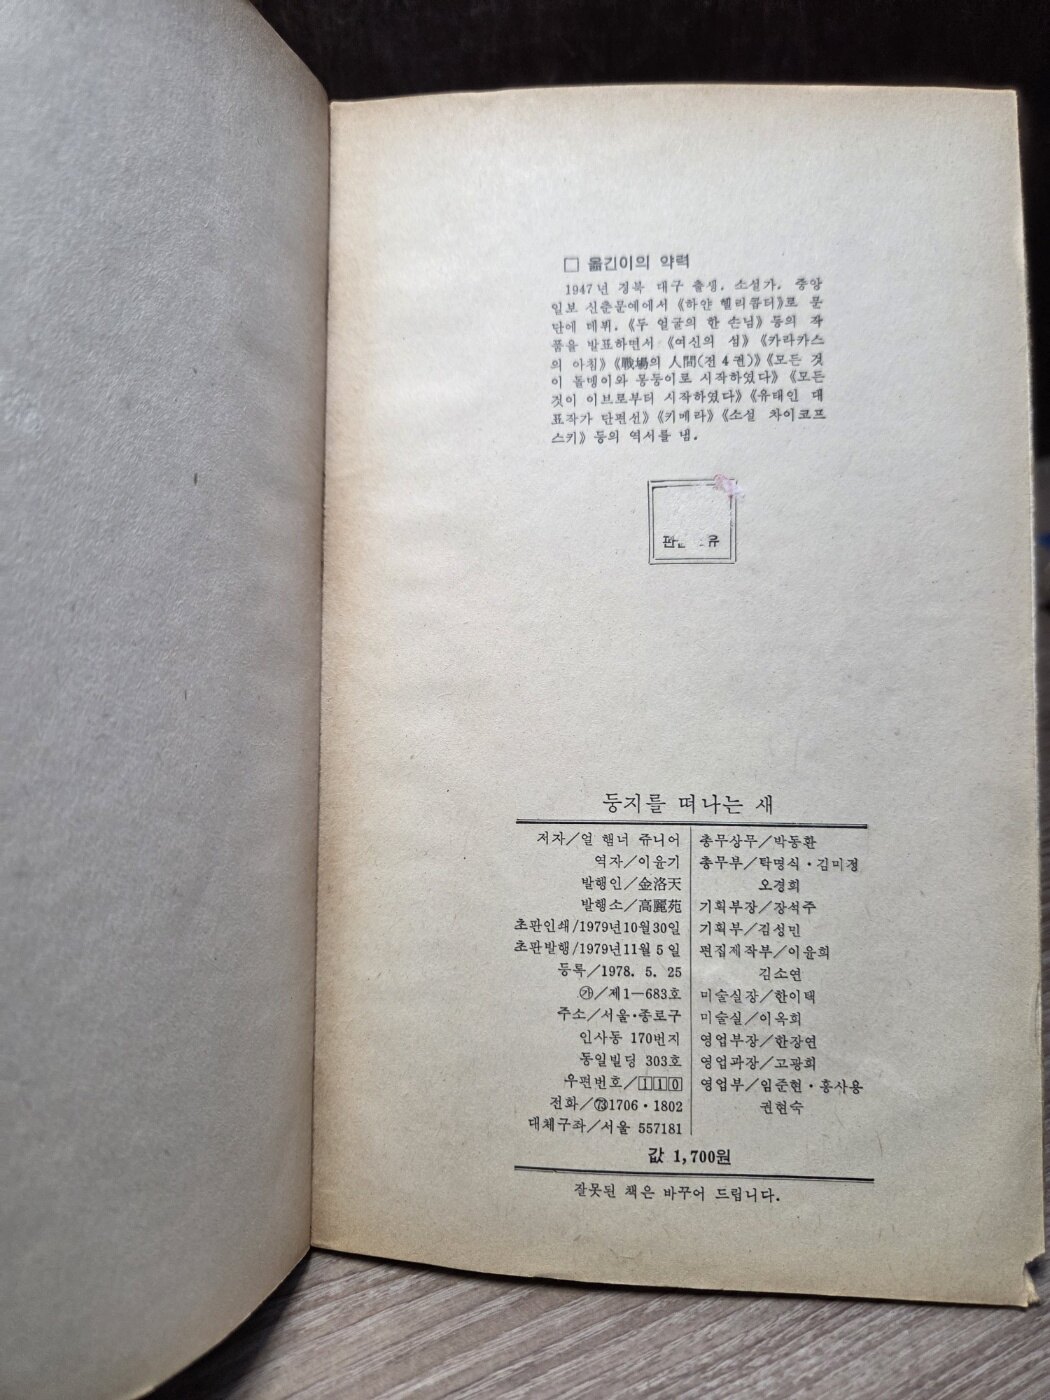 □ 옮긴이의 약력
1947년 경북 대구 출생. 소설가. 중앙
일보 신춘문예에서 《하얀 헬리콥터》로 문
단에 데뷔, 《두 얼굴의 한 손님》 등의 작
품을 발표하면서 《여신의 섬》 《카라카스
의 아침》 《戰場의 人間(전 4권)》 《모든 것
이 돌멩이와 몽둥이로 시작하였다》 《모든
것이 이브로부터 시작하였다》 《유태인 대
표작가 단편선》 《키메라》 《소설 차이코프
스키》 등의 역서를 냄.
판 유
둥지를 떠나는 새
저자/얼 햄너 쥬니어
역자/이윤기
발행인/金洛天
발행소/高麗苑
초판인쇄/1979년10월30일
초판발행/1979년11월 5일
등록/1978. 5. 25
㉮/제1—683호
주소/서울·종로구
인사동 170번지
동일빌딩 303호
우편번호/110
전화/73 1706·1802
대체구좌/서울 557181
총무상무/박동환
총무부/탁명식·김미정
오경희
기획부장/장석주
기획부/김성민
편집제작부/이윤희
김소연
미술실장/한이택
미술실/이옥희
영업부장/한장연
영업과장/고광희
영업부/임준현·홍사용
권현숙
값 1,700원
잘못된 책은 바꾸어 드립니다.